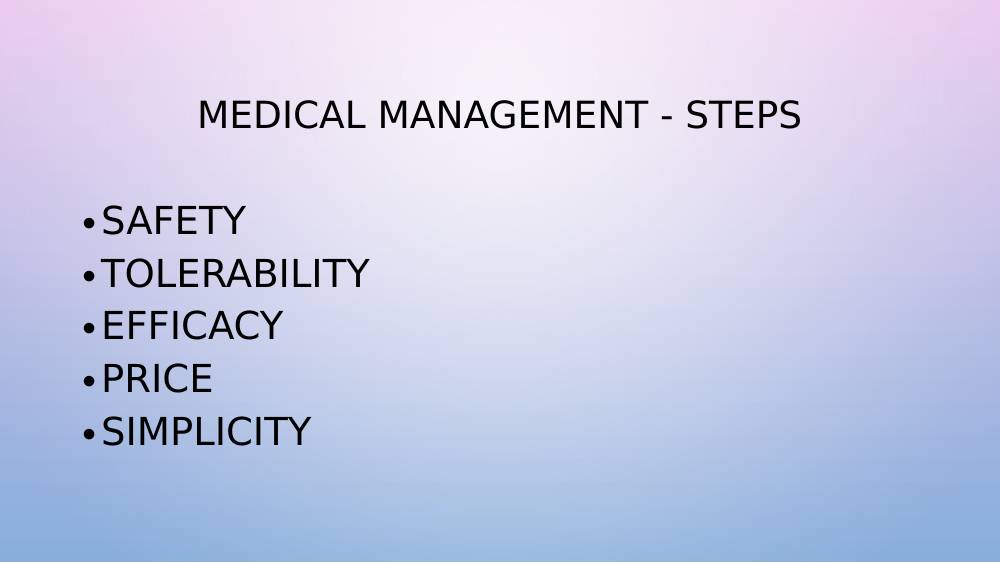 MEDICAL MANAGEMENT - STEPS
•SAFETY
•TOLERABILITY
•EFFICACY
•PRICE
•SIMPLICITY